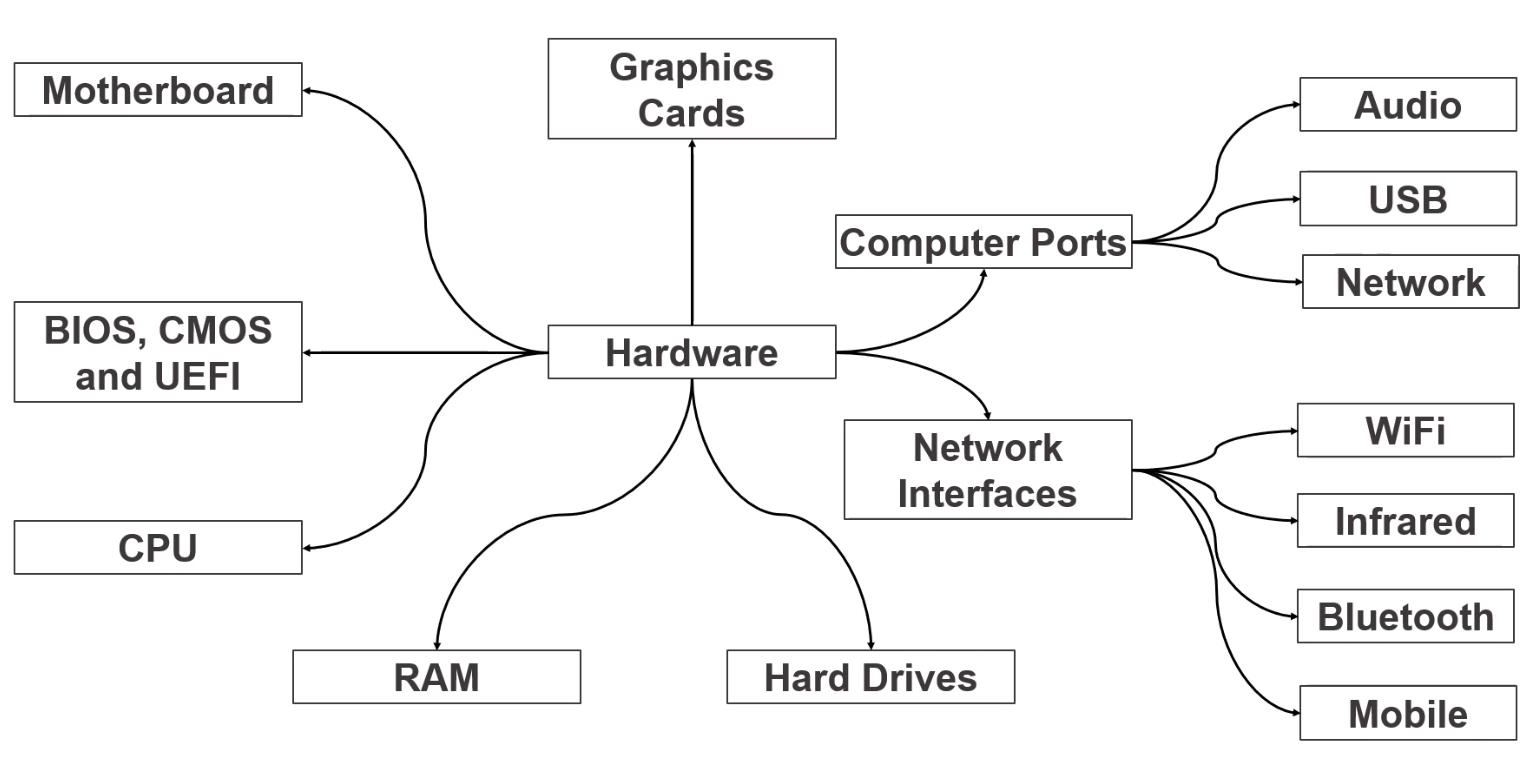 Motherboard
Graphics
Cards
Audio
USB
Computer Ports
Network
BIOS, CMOS
and UEFI
Hardware
WiFi
Network
Interfaces
Infrared
CPU
Bluetooth
RAM
Hard Drives
Mobile